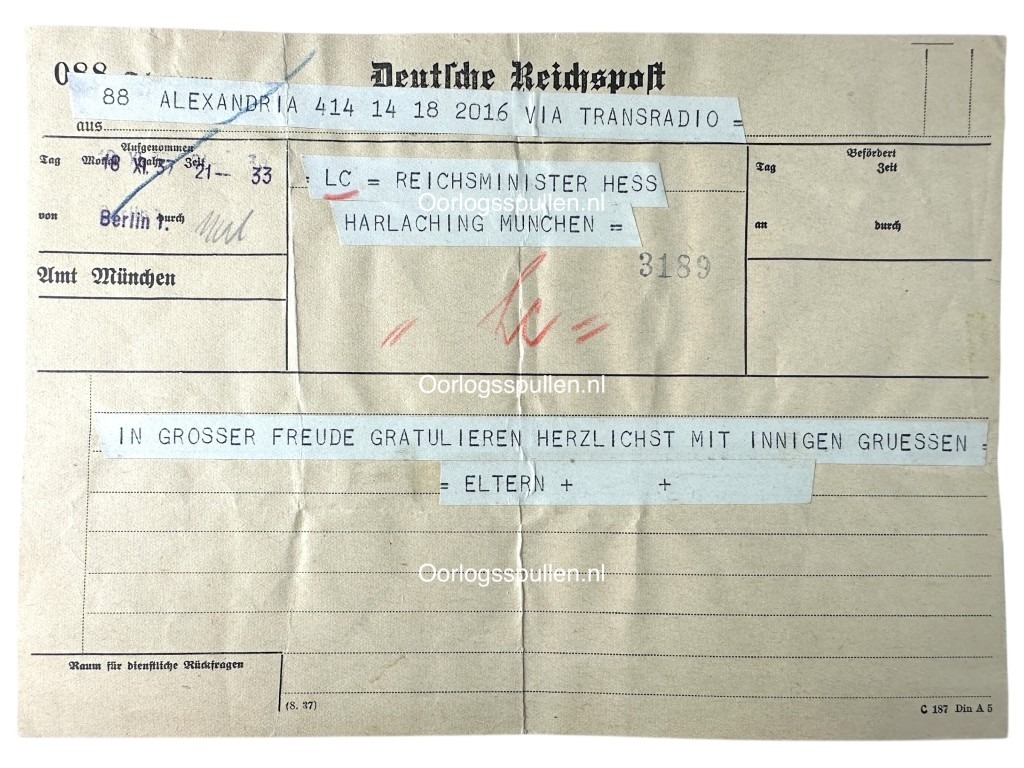 088 Deutsche Reichspost
88 ALEXANDRIA 414 14 18 2016 VIA TRANSRADIO =
aus
Aufgenommen
Tag Monat Jahr Zeit
18 XI. 37 21-- 33
von durch
Berlin 1.
Amt München
= LC = REICHSMINISTER HESS
Oorlogsspullen.nl
HARLACHING MUNCHEN =
3189
" Lc =
Befördert
Tag Zeit
an durch
Oorlogsspullen.nl
IN GROSSER FREUDE GRATULIEREN HERZLICHST MIT INNIGEN GRUESSEN =
= ELTERN + +
Oorlogsspullen.nl
Raum für dienstliche Rückfragen
(8. 37)
C 187 Din A 5